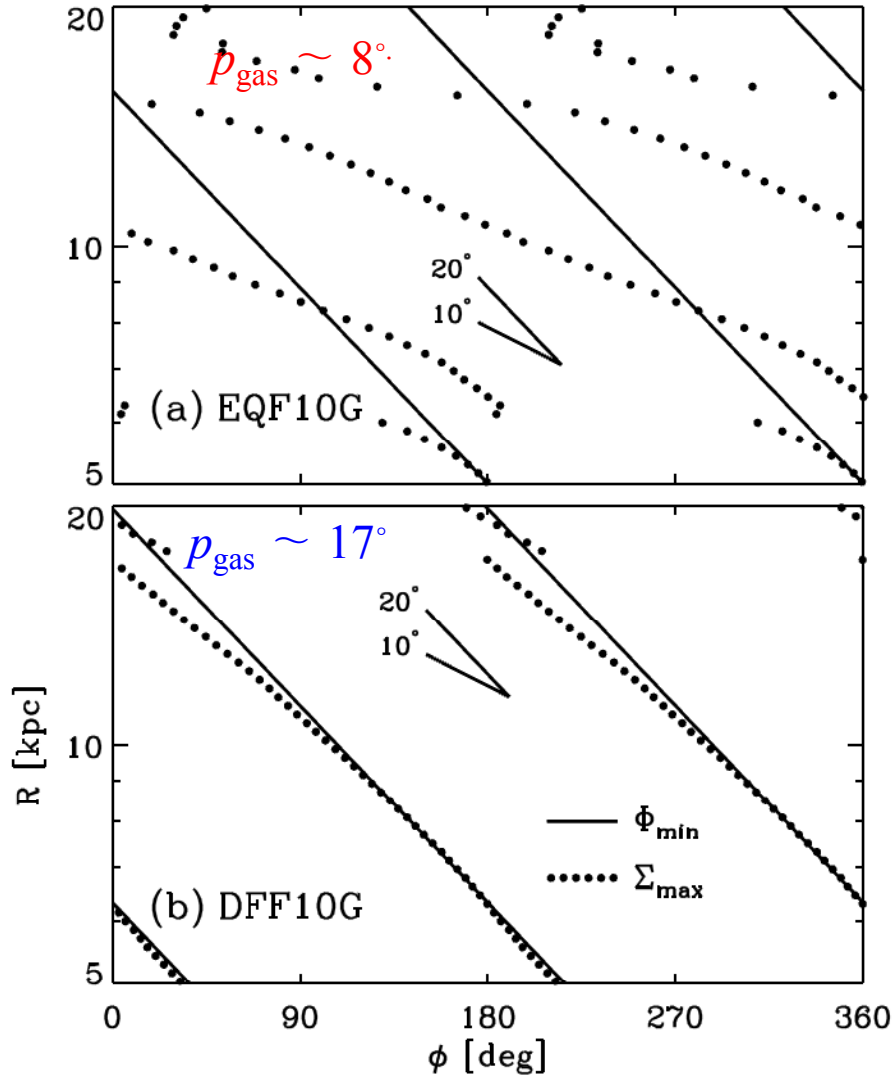 20
p_gas ~ 8°.
10
20°
10°
(a) EQF10G
5
20
p_gas ~ 17°
20°
10°
R [kpc]
10
Φ_min
Σ_max
(b) DFF10G
5
0 90 180 270 360
ϕ [deg]